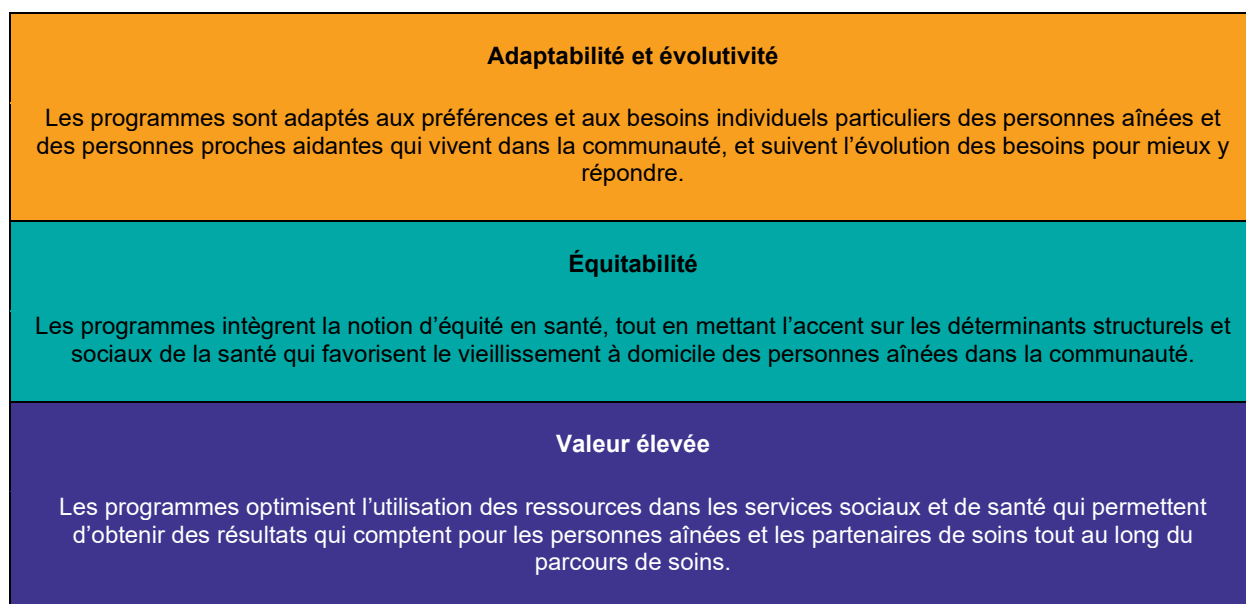 Adaptabilité et évolutivité
Les programmes sont adaptés aux préférences et aux besoins individuels particuliers des personnes aînées et
des personnes proches aidantes qui vivent dans la communauté, et suivent l’évolution des besoins pour mieux y
répondre.
Équitabilité
Les programmes intègrent la notion d’équité en santé, tout en mettant l’accent sur les déterminants structurels et
sociaux de la santé qui favorisent le vieillissement à domicile des personnes aînées dans la communauté.
Valeur élevée
Les programmes optimisent l’utilisation des ressources dans les services sociaux et de santé qui permettent
d’obtenir des résultats qui comptent pour les personnes aînées et les partenaires de soins tout au long du
parcours de soins.